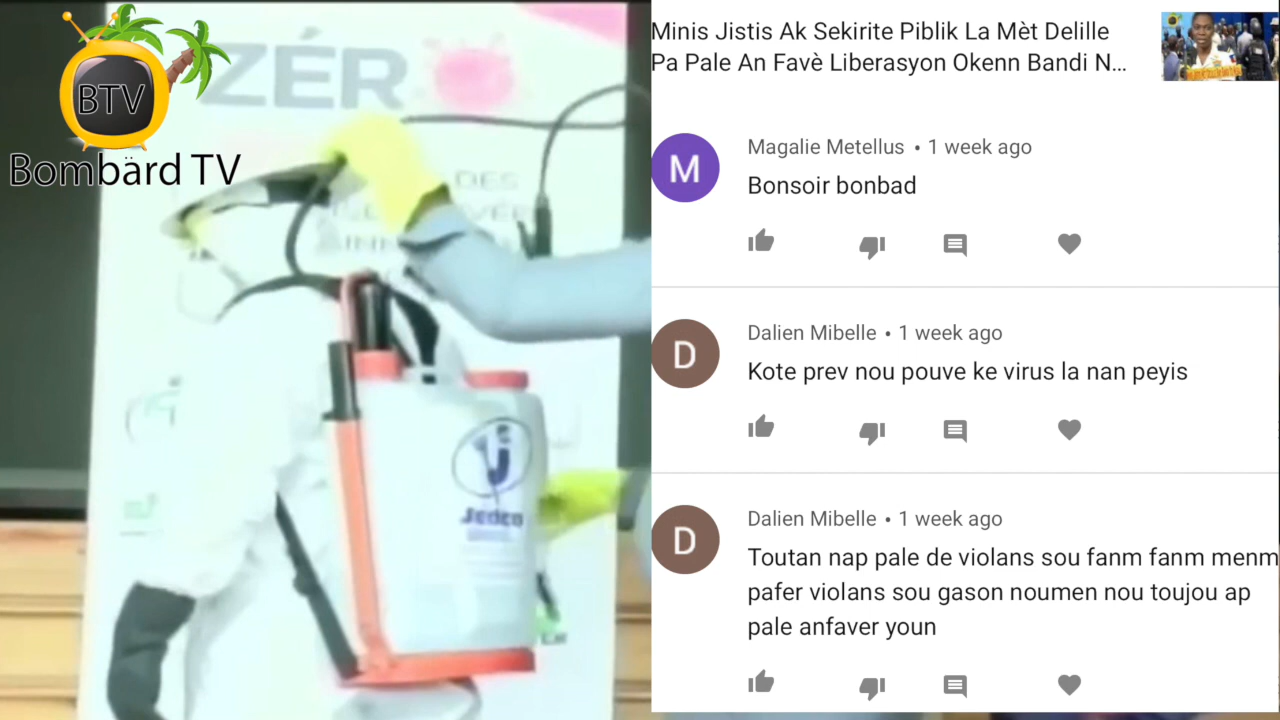 BTV
Bombärd TV
ZÉR
DES
Jedco
Minis Jistis Ak Sekirite Piblik La Mèt Delille
Pa Pale An Favè Liberasyon Okenn Bandi N...
M
Magalie Metellus • 1 week ago
Bonsoir bonbad
D
Dalien Mibelle • 1 week ago
Kote prev nou pouve ke virus la nan peyis
D
Dalien Mibelle • 1 week ago
Toutan nap pale de violans sou fanm fanm menm
pafer violans sou gason noumen nou toujou ap
pale anfaver youn